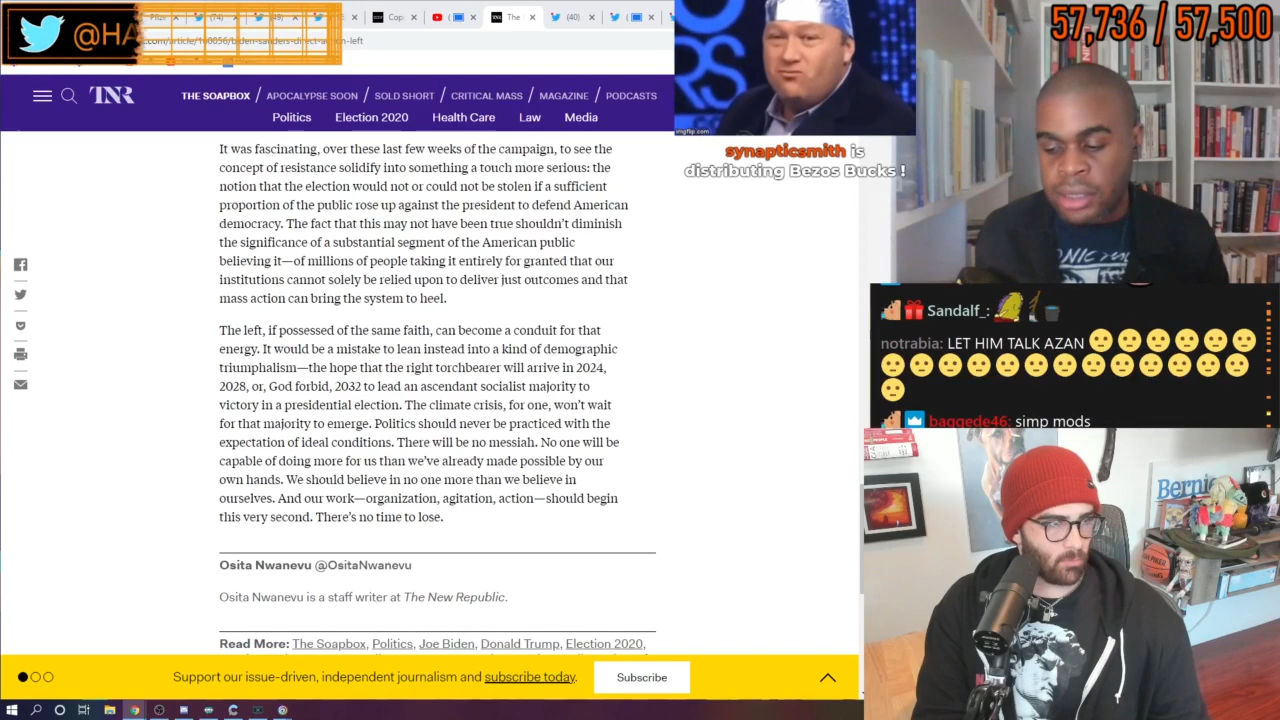 @HA
Cop
The
(74)
(49)
(40)
57,736 / 57,500
TNR
THE SOAPBOX / APOCALYPSE SOON / SOLD SHORT / CRITICAL MASS / MAGAZINE / PODCASTS
Politics Election 2020 Health Care Law Media
It was fascinating, over these last few weeks of the campaign, to see the
concept of resistance solidify into something a touch more serious: the
notion that the election would not or could not be stolen if a sufficient
proportion of the public rose up against the president to defend American
democracy. The fact that this may not have been true shouldn't diminish
the significance of a substantial segment of the American public
believing it—of millions of people taking it entirely for granted that our
institutions cannot solely be relied upon to deliver just outcomes and that
mass action can bring the system to heel.
The left, if possessed of the same faith, can become a conduit for that
energy. It would be a mistake to lean instead into a kind of demographic
triumphalism—the hope that the right torchbearer will arrive in 2024,
2028, or, God forbid, 2032 to lead an ascendant socialist majority to
victory in a presidential election. The climate crisis, for one, won't wait
for that majority to emerge. Politics should never be practiced with the
expectation of ideal conditions. There will be no messiah. No one will be
capable of doing more for us than we've already made possible by our
own hands. We should believe in no one more than we believe in
ourselves. And our work—organization, agitation, action—should begin
this very second. There's no time to lose.
Osita Nwanevu @OsitaNwanevu
Osita Nwanevu is a staff writer at The New Republic.
Read More: The Soapbox, Politics, Joe Biden, Donald Trump, Election 2020,
Support our issue-driven, independent journalism and subscribe today.
Subscribe
RS
imgflip.com
synapticsmith is
distributing Bezos Bucks !
Sandalf_:
notrabia: LET HIM TALK AZAN
baggede46: simp mods
Bernie